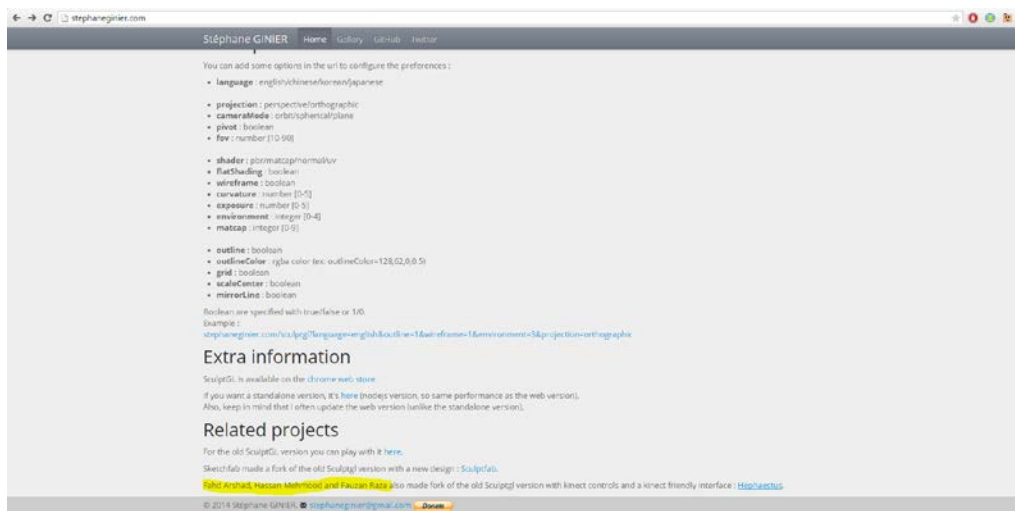 stephaneginier.com
Stéphane GINIER Home Gallery GitHub Twitter
You can add some options in the url to configure the preferences :
• language : english/chinese/korean/japanese
• projection : perspective/orthographic
• cameraMode : orbit/spherical/plane
• pivot : boolean
• fov : number [10-90]
• shader : pbr/matcap/normal/uv
• flatShading : boolean
• wireframe : boolean
• curvature : number [0-5]
• exposure : number [0-5]
• environment : integer [0-4]
• matcap : integer [0-9]
• outline : boolean
• outlineColor : rgba color (ex: outlineColor=128,02,0,0.5)
• grid : boolean
• scaleCenter : boolean
• mirrorLine : boolean
Boolean are specified with true/false or 1/0.
Example :
stephaneginier.com/sculptgl?language=english&outline=1&wireframe=1&environment=3&projection=orthographic
Extra information
SculptGL is available on the chrome web store
If you want a standalone version, it's here (nodejs version, so same performance as the web version).
Also, keep in mind that I often update the web version (unlike the standalone version).
Related projects
For the old SculptGL version you can play with it here.
Sketchfab made a fork of the old Sculptgl version with a new design : Sculptfab.
Fahd Arshad, Hassan Mehmood and Fauzan Raza also made fork of the old Sculptgl version with kinect controls and a kinect friendly interface : Hephaestus.
© 2014 Stéphane GINIER, stephaneginier@gmail.com Donate